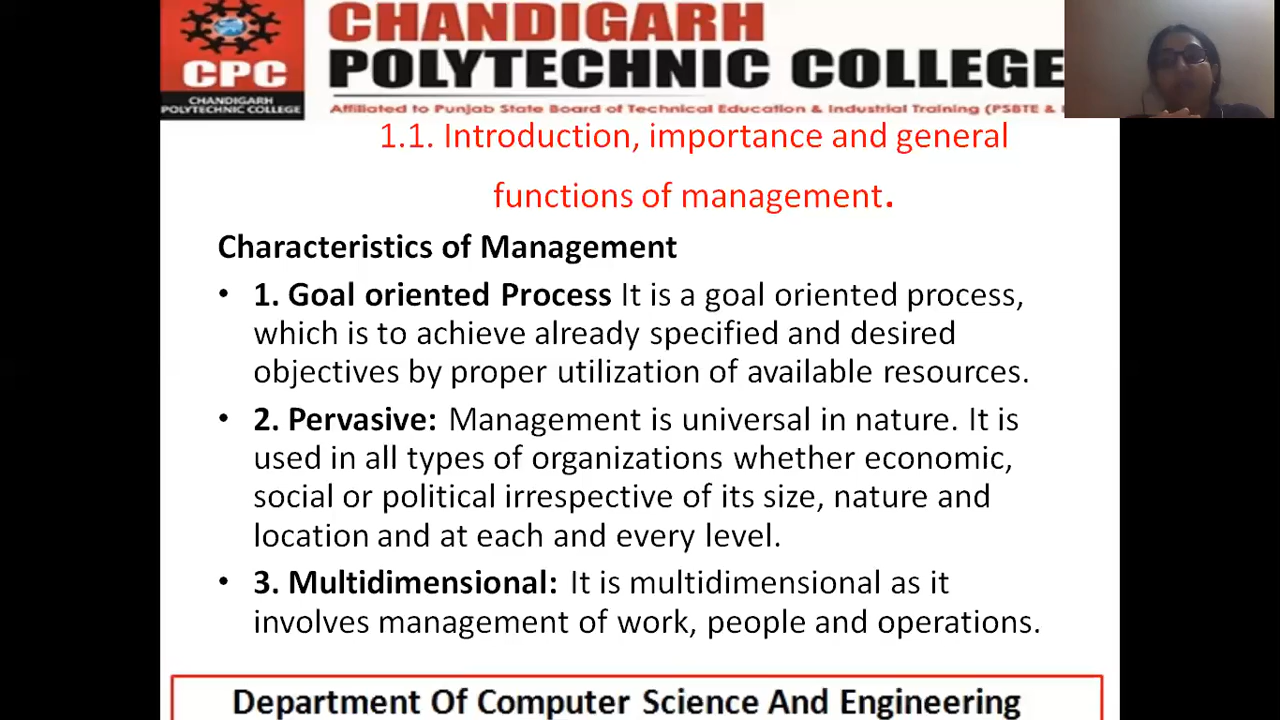 CHANDIGARH
POLYTECHNIC COLLEGE
CPC
CHANDIGARH
POLYTECHNIC COLLEGE
Affiliated to Punjab State Board of Technical Education & Industrial Training (PSBTE &
1.1. Introduction, importance and general
functions of management.
Characteristics of Management
• 1. Goal oriented Process It is a goal oriented process,
which is to achieve already specified and desired
objectives by proper utilization of available resources.
• 2. Pervasive: Management is universal in nature. It is
used in all types of organizations whether economic,
social or political irrespective of its size, nature and
location and at each and every level.
• 3. Multidimensional: It is multidimensional as it
involves management of work, people and operations.
Department Of Computer Science And Engineering